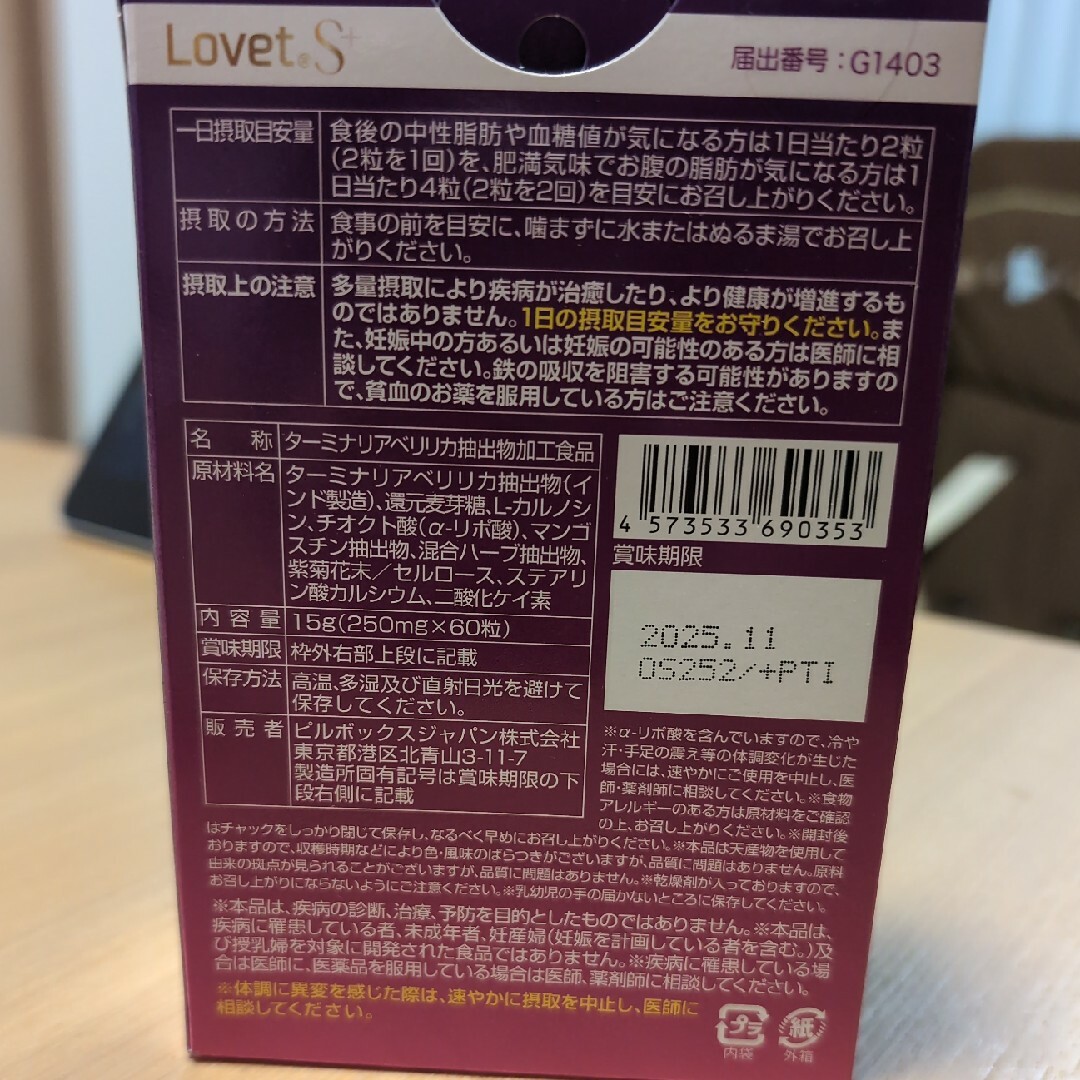 Lovet®S+
届出番号：G1403
一日摂取目安量
食後の中性脂肪や血糖値が気になる方は1日当たり2粒
(2粒を1回)を、肥満気味でお腹の脂肪が気になる方は1
日当たり4粒(2粒を2回)を目安にお召し上がりください。
摂取の方法
食事の前を目安に、噛まずに水またはぬるま湯でお召し上
がりください。
摂取上の注意
多量摂取により疾病が治癒したり、より健康が増進するも
のではありません。1日の摂取目安量をお守りください。ま
た、妊娠中の方あるいは妊娠の可能性のある方は医師に相
談してください。鉄の吸収を阻害する可能性がありますの
で、貧血のお薬を服用している方はご注意ください。
名 称
ターミナリアベリリカ抽出物加工食品
原材料名
ターミナリアベリリカ抽出物(イ
ンド製造)、還元麦芽糖、L-カルノシ
ン、チオクト酸(α-リポ酸)、マンゴ
スチン抽出物、混合ハーブ抽出物、
紫菊花末／セルロース、ステアリ
ン酸カルシウム、二酸化ケイ素
内容量
15g(250mg×60粒)
賞味期限
枠外右部上段に記載
保存方法
高温、多湿及び直射日光を避けて
保存してください。
販売者
ピルボックスジャパン株式会社
東京都港区北青山3-11-7
製造所固有記号は賞味期限の下
段右側に記載
4 573533 690353
賞味期限
2025.11
0S252/+PTI
※α-リポ酸を含んでいますので、冷や
汗・手足の震え等の体調変化が生じた
場合には、速やかにご使用を中止し、医
師・薬剤師に相談してください。※食物
アレルギーのある方は原材料をご確認
の上、お召し上がりください。※開封後
はチャックをしっかり閉じて保存し、なるべく早めにお召し上がりください。※本品は天産物を使用して
おりますので、収穫時期などにより色・風味のばらつきがございますが、品質に問題はありません。原料
由来の斑点が見られることがございますが、品質に問題はありません。※乾燥剤が入っておりますので、
お召し上がりにならないようにご注意ください。※乳幼児の手の届かないところに保存してください。
※本品は、疾病の診断、治療、予防を目的としたものではありません。※本品は、
疾病に罹患している者、未成年者、妊産婦(妊娠を計画している者を含む。)及
び授乳婦を対象に開発された食品ではありません。※疾病に罹患している場
合は医師に、医薬品を服用している場合は医師、薬剤師に相談してください。
※体調に異変を感じた際は、速やかに摂取を中止し、医師に
相談してください。
プラ
内袋
紙
外箱